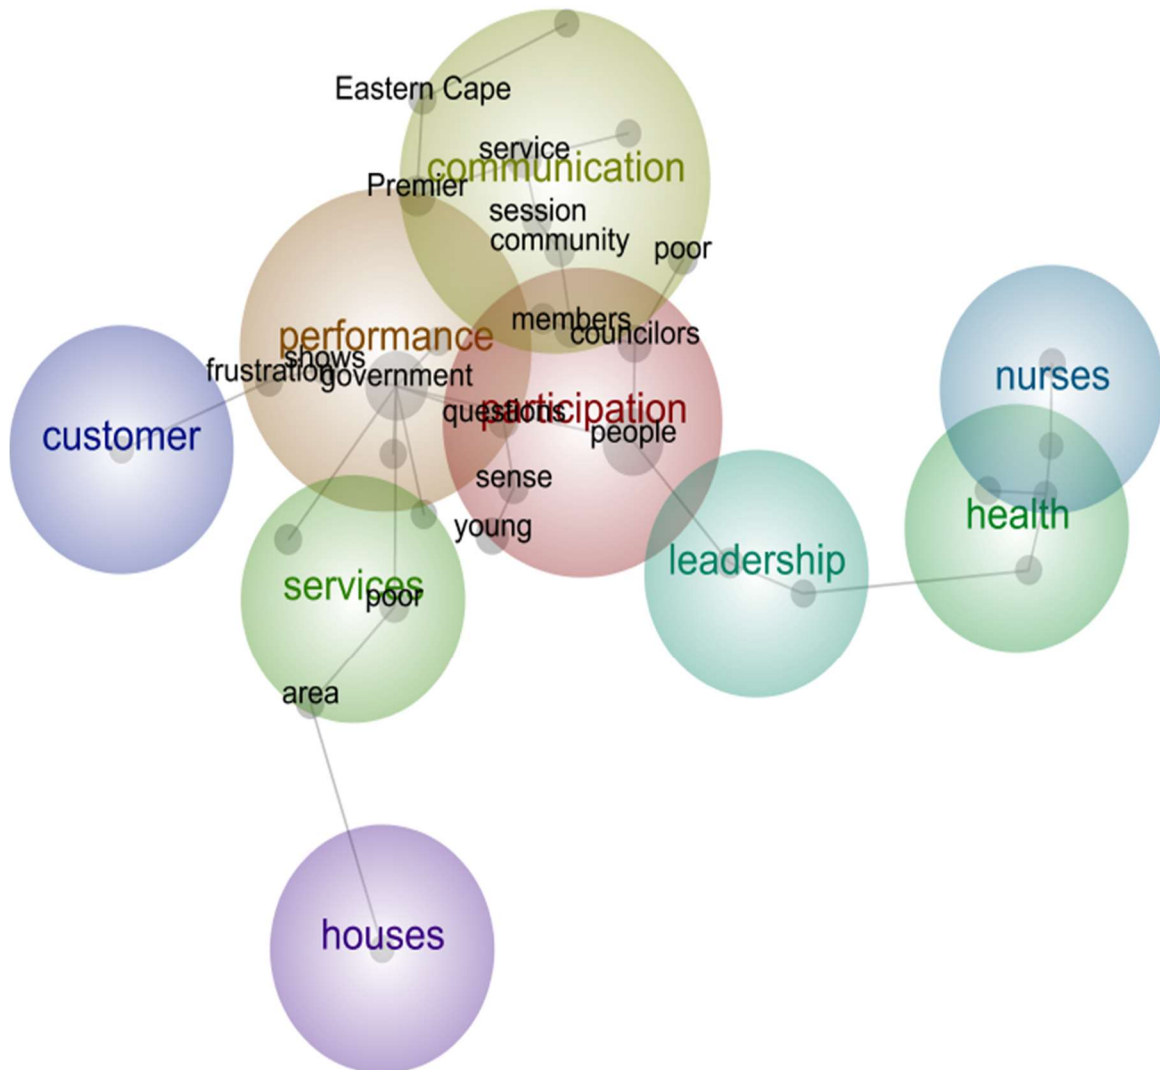 Eastern Cape
service
communication
Premier
session
community
poor
members
councilors
performance
shows
frustration
government
nurses
questions
participation
people
customer
sense
health
young
leadership
services
poor
area
houses